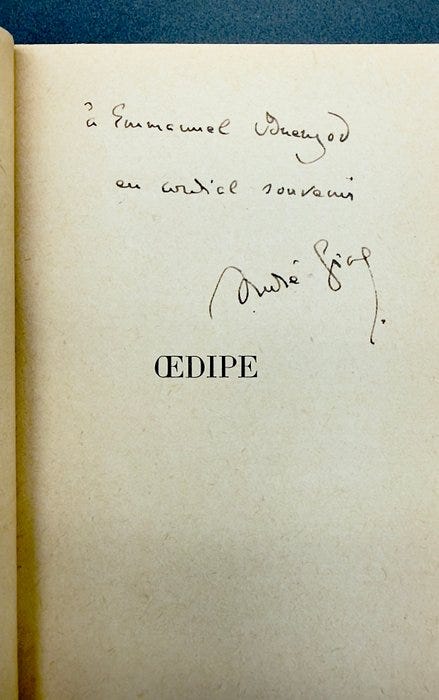 à Emmanuel Buenzod
en cordial souvenir
André Gide.
ŒDIPE